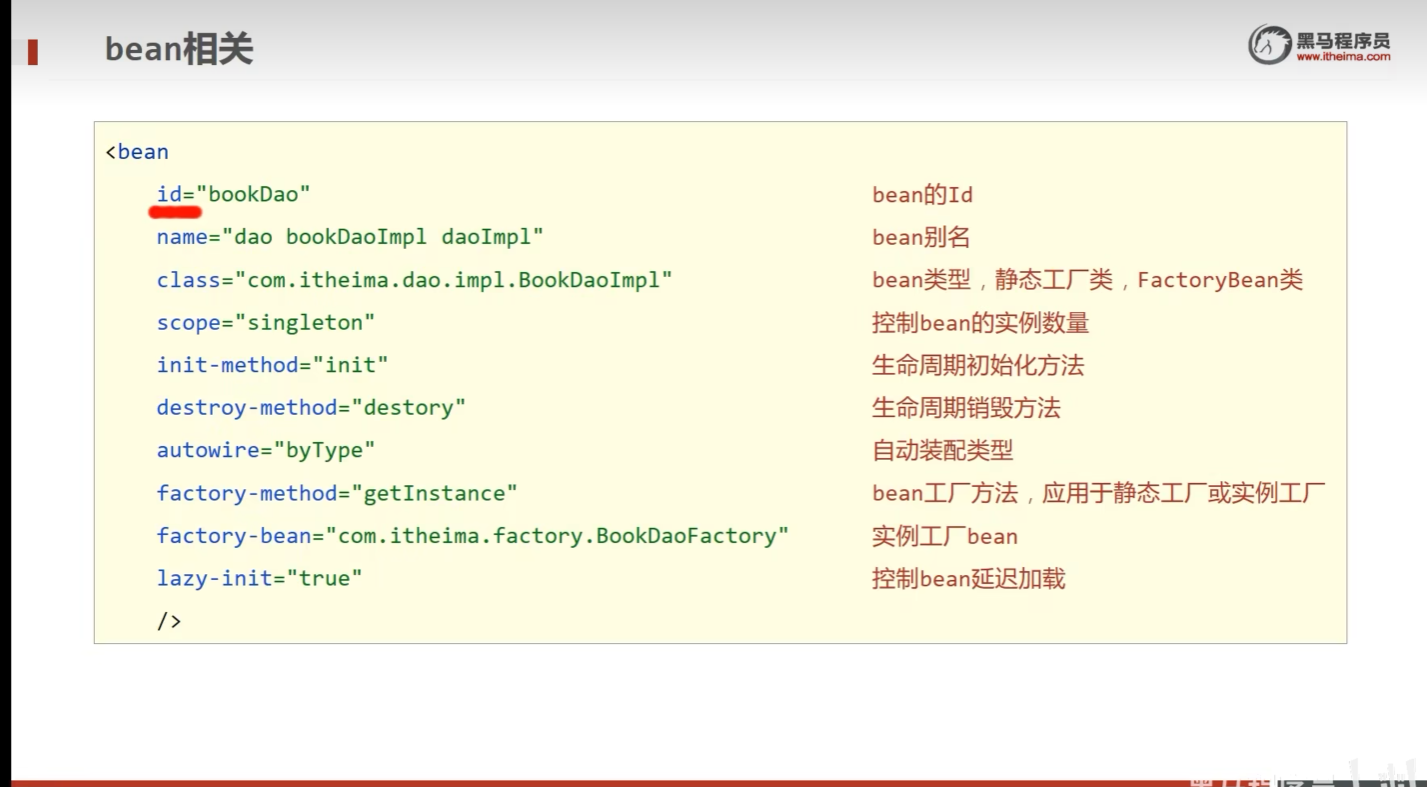 bean相关
黑马程序员
www.itheima.com
<bean
id="bookDao" bean的Id
name="dao bookDaoImpl daoImpl" bean别名
class="com.itheima.dao.impl.BookDaoImpl" bean类型，静态工厂类，FactoryBean类
scope="singleton" 控制bean的实例数量
init-method="init" 生命周期初始化方法
destroy-method="destory" 生命周期销毁方法
autowire="byType" 自动装配类型
factory-method="getInstance" bean工厂方法，应用于静态工厂或实例工厂
factory-bean="com.itheima.factory.BookDaoFactory" 实例工厂bean
lazy-init="true" 控制bean延迟加载
/>